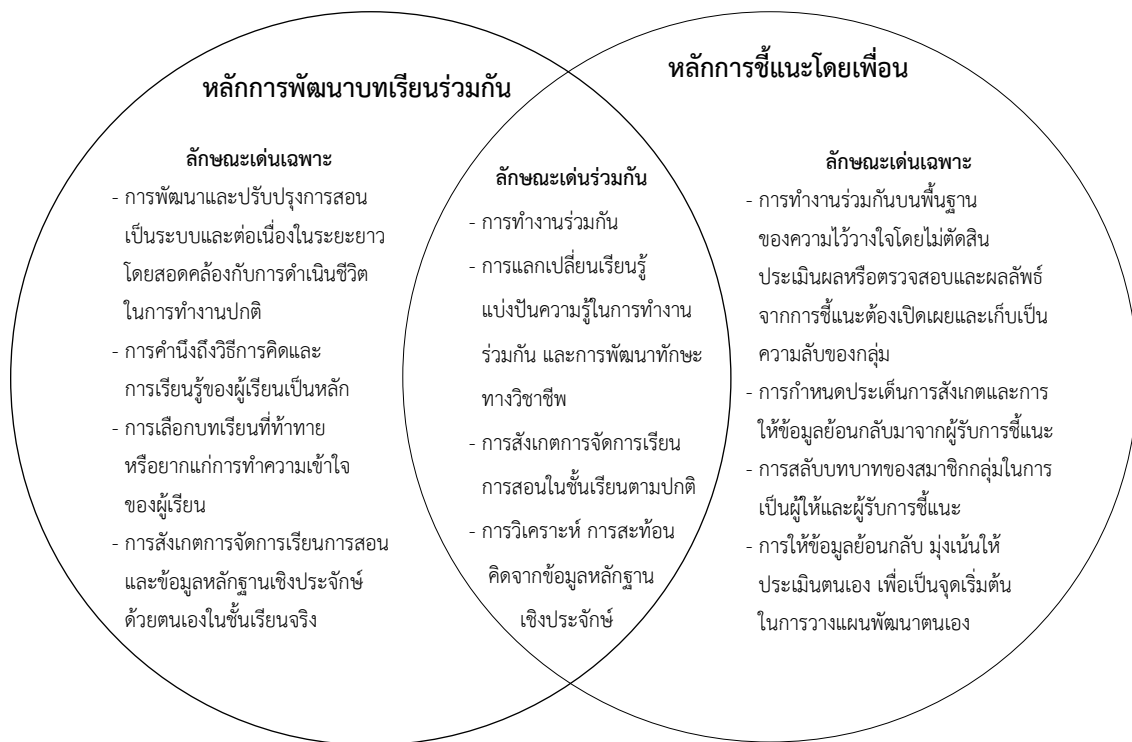 หลักการพัฒนาบทเรียนร่วมกัน
ลักษณะเด่นเฉพาะ
- การพัฒนาและปรับปรุงการสอน
เป็นระบบและต่อเนื่องในระยะยาว
โดยสอดคล้องกับการดำเนินชีวิต
ในการทำงานปกติ
- การคำนึงถึงวิธีการคิดและ
การเรียนรู้ของผู้เรียนเป็นหลัก
- การเลือกบทเรียนที่ท้าทาย
หรือยากแก่การทำความเข้าใจ
ของผู้เรียน
- การสังเกตการจัดการเรียนการสอน
และข้อมูลหลักฐานเชิงประจักษ์
ด้วยตนเองในชั้นเรียนจริง
ลักษณะเด่นร่วมกัน
- การทำงานร่วมกัน
- การแลกเปลี่ยนเรียนรู้
แบ่งปันความรู้ในการทำงาน
ร่วมกัน และการพัฒนาทักษะ
ทางวิชาชีพ
- การสังเกตการจัดการเรียน
การสอนในชั้นเรียนตามปกติ
- การวิเคราะห์ การสะท้อน
คิดจากข้อมูลหลักฐาน
เชิงประจักษ์
หลักการชี้แนะโดยเพื่อน
ลักษณะเด่นเฉพาะ
- การทำงานร่วมกันบนพื้นฐาน
ของความไว้วางใจโดยไม่ตัดสิน
ประเมินผลหรือตรวจสอบและผลลัพธ์
จากการชี้แนะต้องเปิดเผยและเก็บเป็น
ความลับของกลุ่ม
- การกำหนดประเด็นการสังเกตและการ
ให้ข้อมูลย้อนกลับมาจากผู้รับการชี้แนะ
- การสลับบทบาทของสมาชิกกลุ่มในการ
เป็นผู้ให้และผู้รับการชี้แนะ
- การให้ข้อมูลย้อนกลับ มุ่งเน้นให้
ประเมินตนเอง เพื่อเป็นจุดเริ่มต้น
ในการวางแผนพัฒนาตนเอง